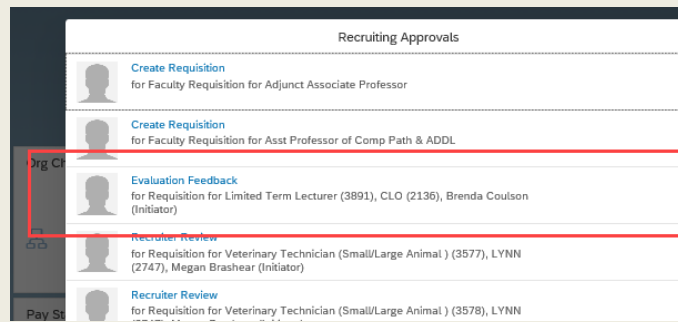 Recruiting Approvals
Create Requisition
for Faculty Requisition for Adjunct Associate Professor
Create Requisition
for Faculty Requisition for Asst Professor of Comp Path & ADDL
Org Ch
Evaluation Feedback
for Requisition for Limited Term Lecturer (3891), CLO (2136), Brenda Coulson
(Initiator)
Recruiter Review
for Requisition for Veterinary Technician (Small/Large Animal ) (3577), LYNN
(2747), Megan Brashear (Initiator)
Recruiter Review
Pay St
for Requisition for Veterinary Technician (Small/Large Animal ) (3578), LYNN